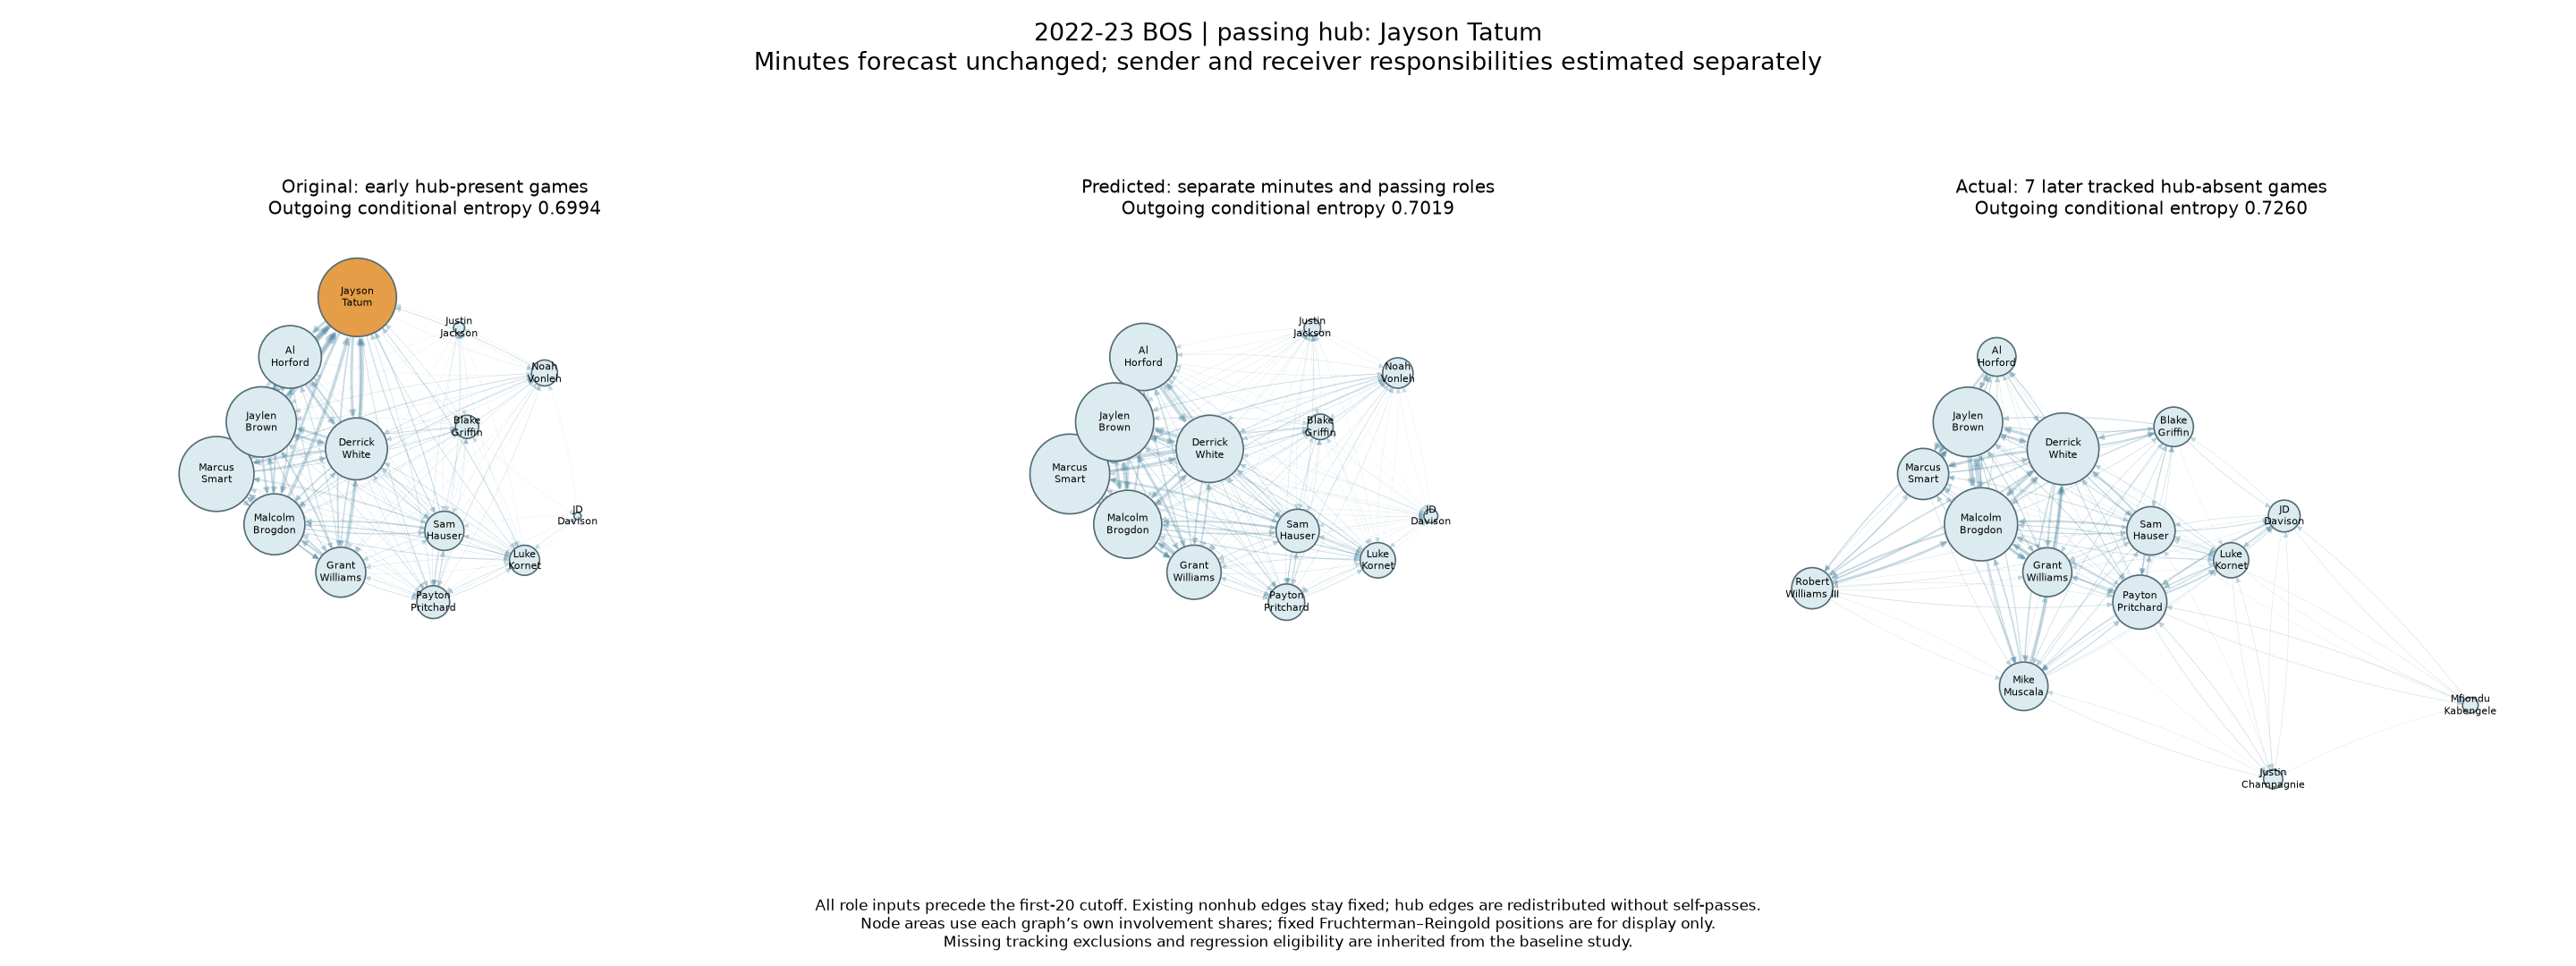 2022-23 BOS | passing hub: Jayson Tatum
Minutes forecast unchanged; sender and receiver responsibilities estimated separately
Original: early hub-present games
Outgoing conditional entropy 0.6994
Jayson
Tatum
Justin
Jackson
Al
Horford
Noah
Vonleh
Jaylen
Brown
Blake
Griffin
Derrick
White
Marcus
Smart
Malcolm
Brogdon
Sam
Hauser
JD
Davison
Luke
Kornet
Grant
Williams
Payton
Pritchard
Predicted: separate minutes and passing roles
Outgoing conditional entropy 0.7019
Justin
Jackson
Al
Horford
Noah
Vonleh
Jaylen
Brown
Blake
Griffin
Derrick
White
Marcus
Smart
Malcolm
Brogdon
Sam
Hauser
JD
Davison
Luke
Kornet
Grant
Williams
Payton
Pritchard
Actual: 7 later tracked hub-absent games
Outgoing conditional entropy 0.7260
Al
Horford
Jaylen
Brown
Blake
Griffin
Derrick
White
Marcus
Smart
Malcolm
Brogdon
Sam
Hauser
JD
Davison
Luke
Kornet
Grant
Williams
Robert
Williams III
Payton
Pritchard
Mike
Muscala
Mfiondu
Kabengele
Justin
Champagnie
All role inputs precede the first-20 cutoff. Existing nonhub edges stay fixed; hub edges are redistributed without self-passes.
Node areas use each graph’s own involvement shares; fixed Fruchterman–Reingold positions are for display only.
Missing tracking exclusions and regression eligibility are inherited from the baseline study.